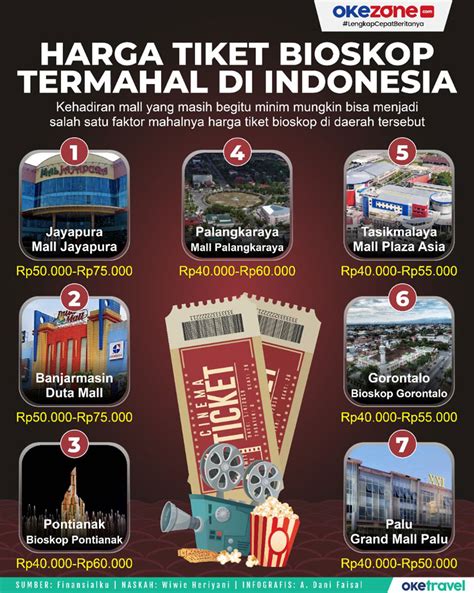 okezone.com
#LengkapCepatBeritanya
HARGA TIKET BIOSKOP
TERMAHAL DI INDONESIA
Kehadiran mall yang masih begitu minim mungkin bisa menjadi
salah satu faktor mahalnya harga tiket bioskop di daerah tersebut
1
MAL JAYAPURA
Jayapura
Mall Jayapura
Rp50.000-Rp75.000
2
Mall
Banjarmasin
Duta Mall
Rp50.000-Rp75.000
3
Pontianak
Bioskop Pontianak
Rp40.000-Rp60.000
4
Palangkaraya
Mall Palangkaraya
Rp40.000-Rp60.000
5
Tasikmalaya
Mall Plaza Asia
Rp40.000-Rp55.000
6
Gorontalo
Bioskop Gorontalo
Rp40.000-Rp55.000
7
Palu
Grand Mall Palu
Rp40.000-Rp50.000
CINEMA
TICKET
SUMBER: Finansialku | NASKAH: Wiwie Heriyani | INFOGRAFIS: A. Dani Faisal
oketravel